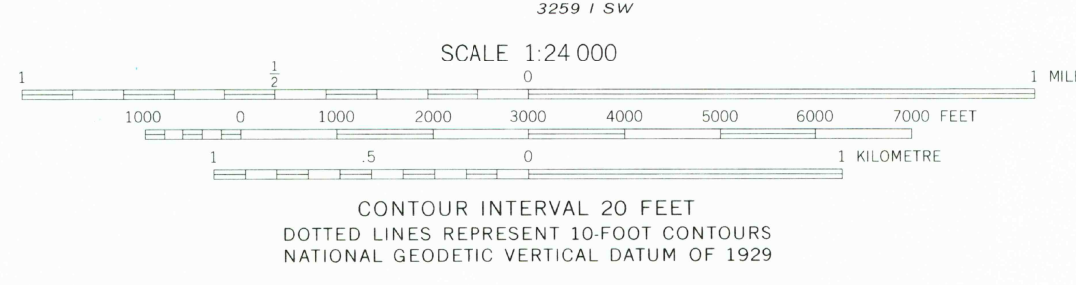 3259 I SW
SCALE 1:24 000
1 1/2 0 1 MIL
1000 0 1000 2000 3000 4000 5000 6000 7000 FEET
1 .5 0 1 KILOMETRE
CONTOUR INTERVAL 20 FEET
DOTTED LINES REPRESENT 10-FOOT CONTOURS
NATIONAL GEODETIC VERTICAL DATUM OF 1929